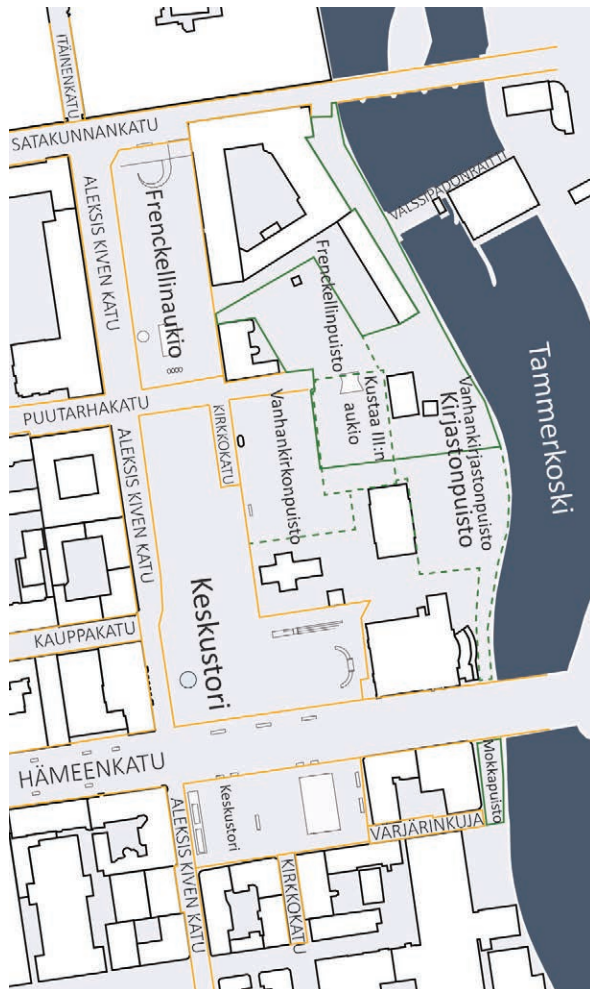 ITÄINENKATU
SATAKUNNANKATU
ALEKSIS KIVEN KATU
Frenckellinaukio
VALSSIPADONRAITTI
Frenckellinpuisto
Tammerkoski
Kustaa III:n
aukio
Vanhankirjastonpuisto
Kirjastonpuisto
PUUTARHAKATU
KIRKKOKATU
Vanhankirkonpuisto
ALEKSIS KIVEN KATU
Keskustori
KAUPPAKATU
HÄMEENKATU
Keskustori
Mokkapuisto
VARJÄRINKUJA
ALEKSIS KIVEN KATU
KIRKKOKATU